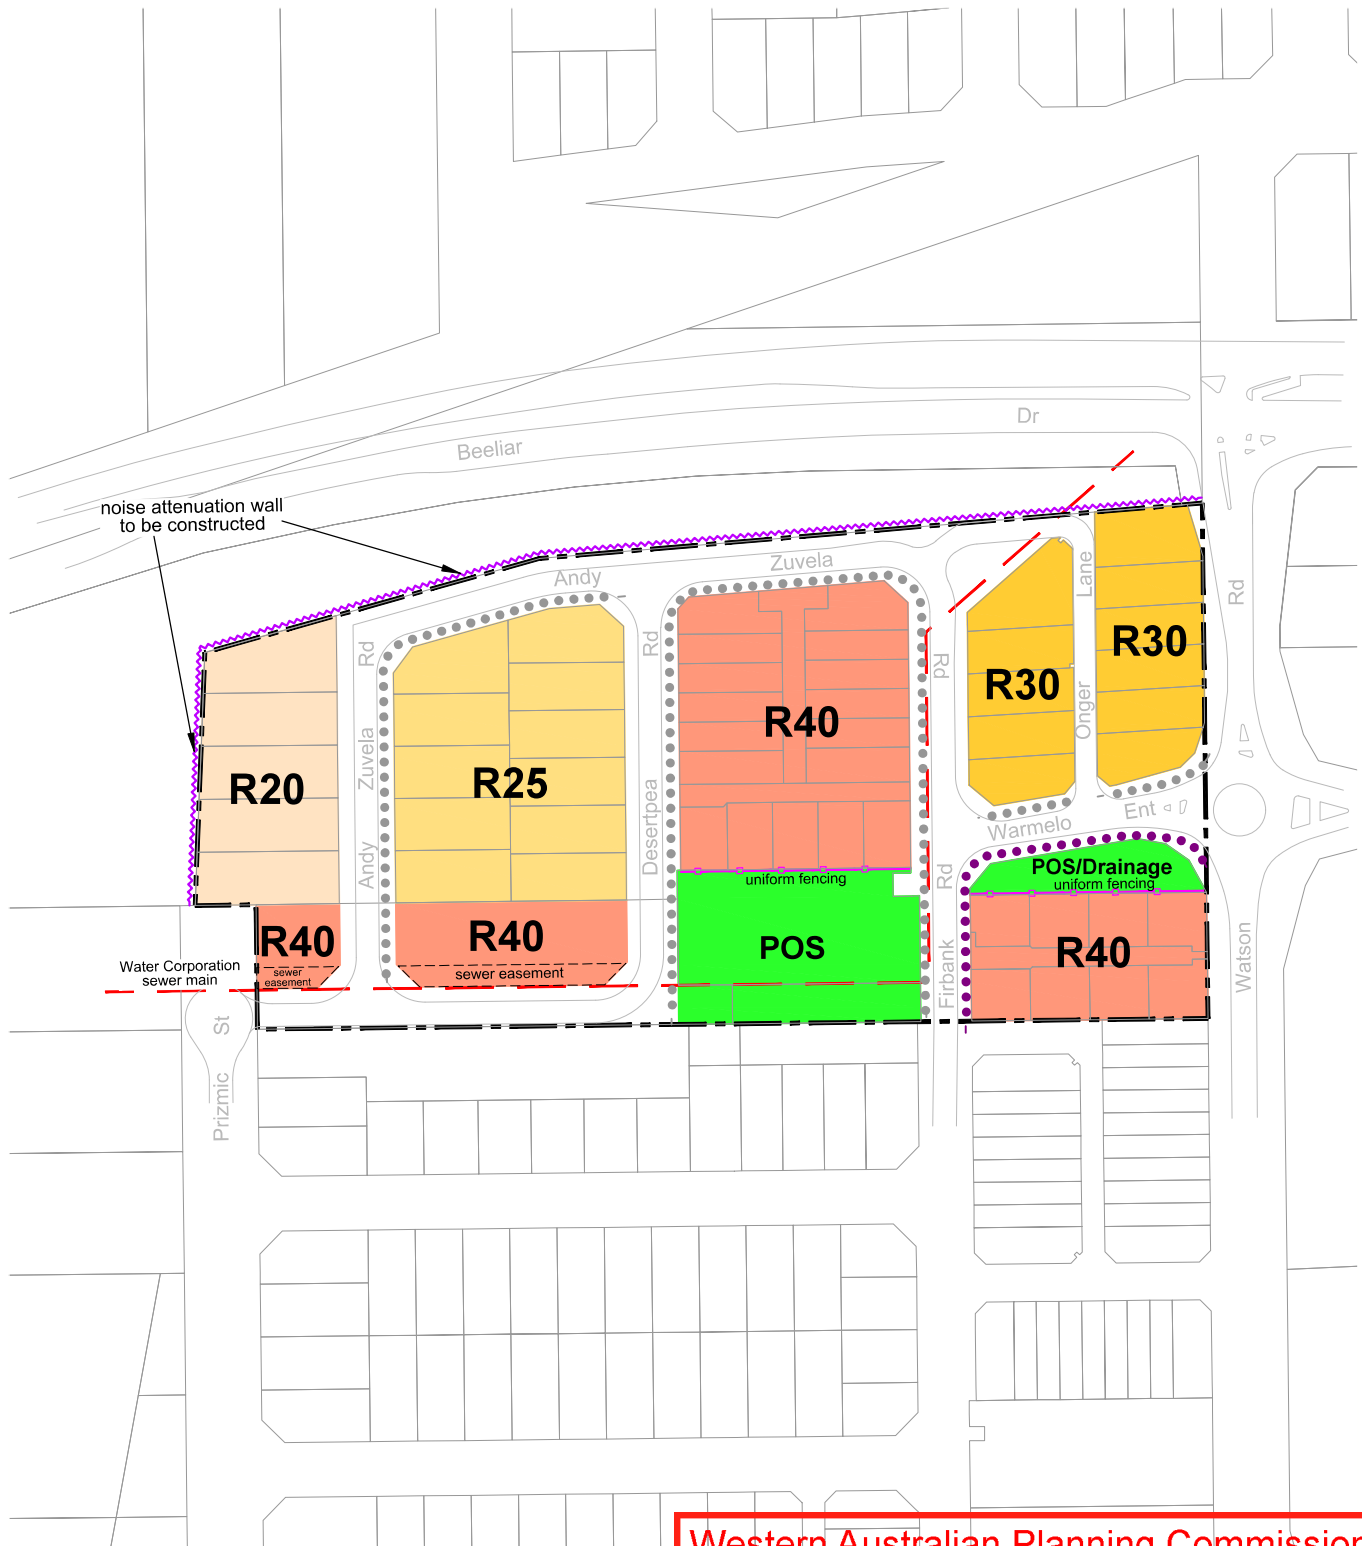 Dr
Beeliar
noise attenuation wall
to be constructed
Zuvela
Andy
Lane
Rd
Rd
Rd
Rd
R30
R30
Onger
R40
Zuvela
R25
R20
Desertpea
Ent
Warmelo
Andy
Rd
POS/Drainage
uniform fencing
uniform fencing
R40
R40
POS
R40
Watson
Firbank
Water Corporation
sewer main
sewer
easement
sewer easement
St
Prizmic
Western Australian Planning Commission